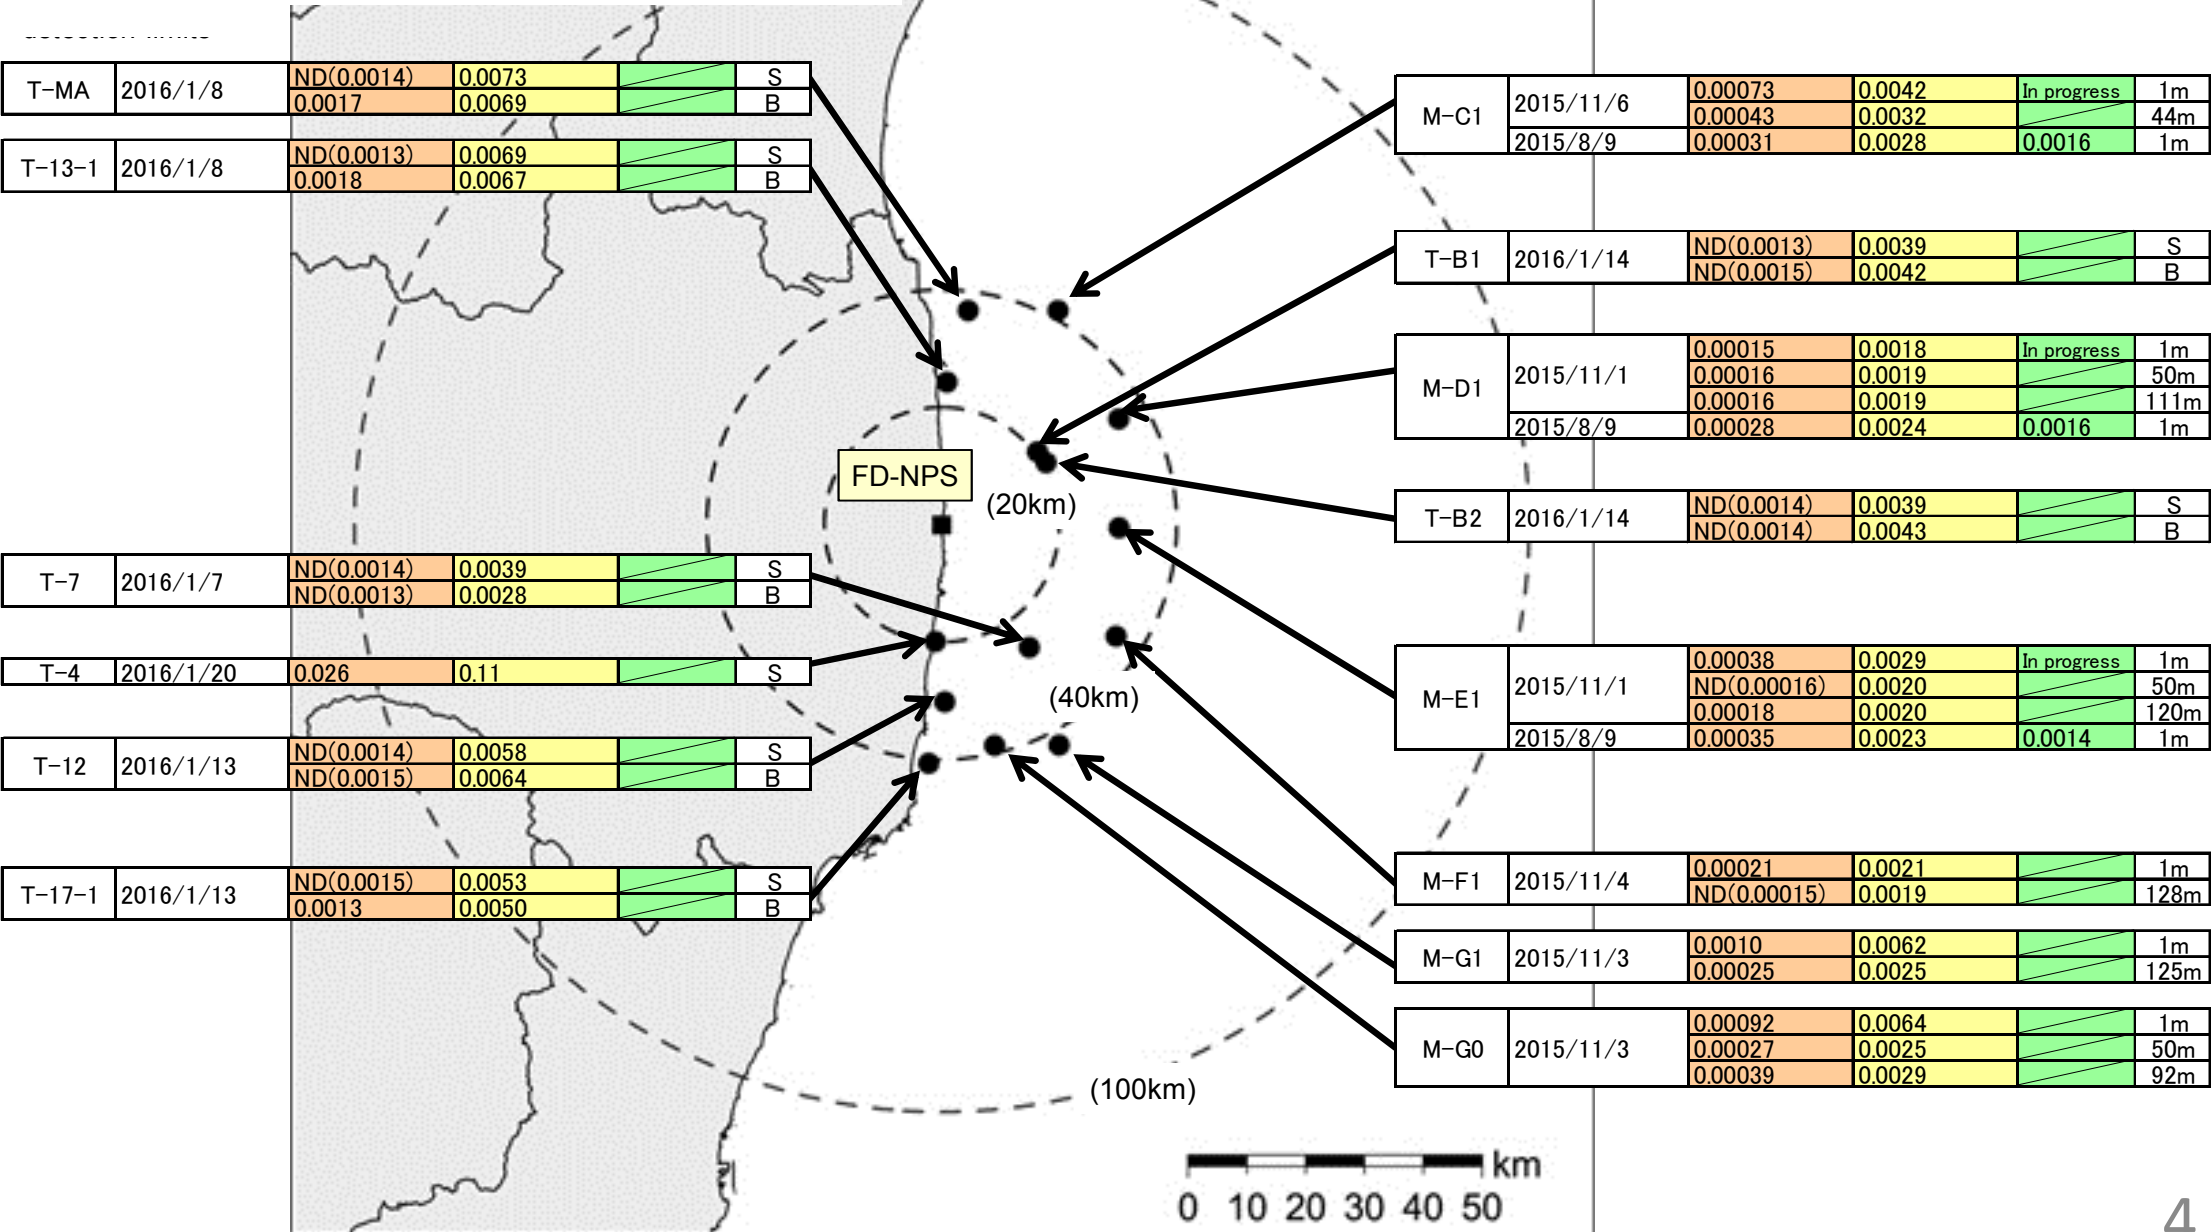 T-MA 2016/1/8 ND(0.0014) 0.0073 S
0.0017 0.0069 B
T-13-1 2016/1/8 ND(0.0013) 0.0069 S
0.0018 0.0067 B
T-7 2016/1/7 ND(0.0014) 0.0039 S
ND(0.0013) 0.0028 B
T-4 2016/1/20 0.026 0.11 S
T-12 2016/1/13 ND(0.0014) 0.0058 S
ND(0.0015) 0.0064 B
T-17-1 2016/1/13 ND(0.0015) 0.0053 S
0.0013 0.0050 B
FD-NPS
(20km)
(40km)
(100km)
M-C1 2015/11/6 0.00073 0.0042 In progress 1m
0.00043 0.0032 44m
2015/8/9 0.00031 0.0028 0.0016 1m
T-B1 2016/1/14 ND(0.0013) 0.0039 S
ND(0.0015) 0.0042 B
M-D1 2015/11/1 0.00015 0.0018 In progress 1m
0.00016 0.0019 50m
0.00016 0.0019 111m
2015/8/9 0.00028 0.0024 0.0016 1m
T-B2 2016/1/14 ND(0.0014) 0.0039 S
ND(0.0014) 0.0043 B
M-E1 2015/11/1 0.00038 0.0029 In progress 1m
ND(0.00016) 0.0020 50m
0.00018 0.0020 120m
2015/8/9 0.00035 0.0023 0.0014 1m
M-F1 2015/11/4 0.00021 0.0021 1m
ND(0.00015) 0.0019 128m
M-G1 2015/11/3 0.0010 0.0062 1m
0.00025 0.0025 125m
M-G0 2015/11/3 0.00092 0.0064 1m
0.00027 0.0025 50m
0.00039 0.0029 92m
km
0 10 20 30 40 50
4